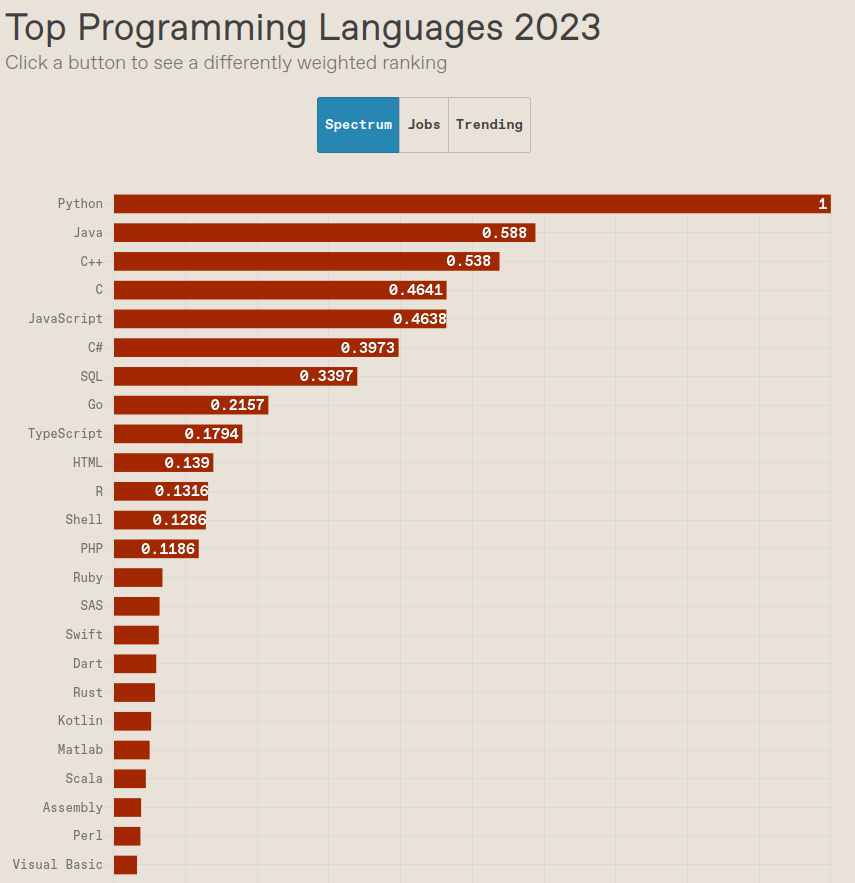 Top Programming Languages 2023
Click a button to see a differently weighted ranking
Spectrum Jobs Trending
Python 1
Java 0.588
C++ 0.538
C 0.4641
JavaScript 0.4638
C# 0.3973
SQL 0.3397
Go 0.2157
TypeScript 0.1794
HTML 0.139
R 0.1316
Shell 0.1286
PHP 0.1186
Ruby
SAS
Swift
Dart
Rust
Kotlin
Matlab
Scala
Assembly
Perl
Visual Basic